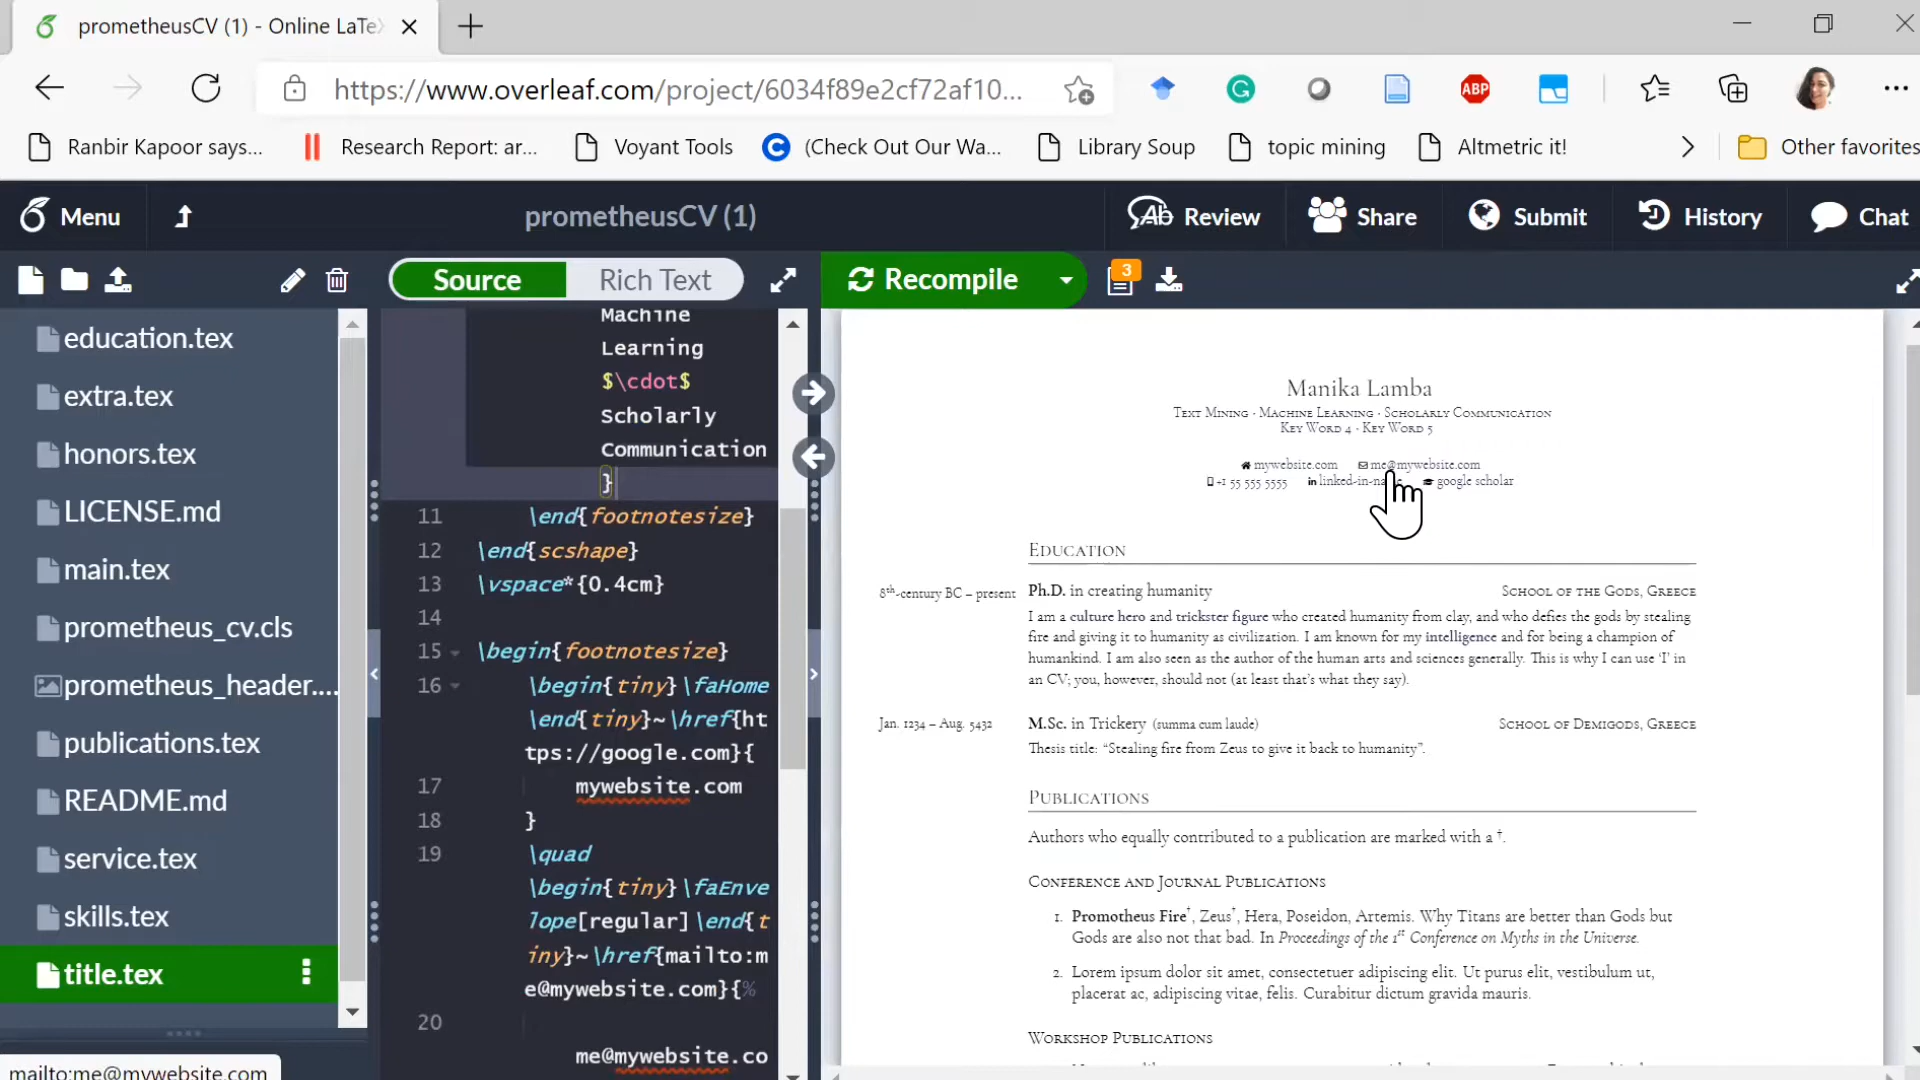 prometheusCV (1) - Online LaTe
https://www.overleaf.com/project/6034f89e2cf72af10...
ABP
Ranbir Kapoor says...
Research Report: ar...
Voyant Tools
(Check Out Our Wa...
Library Soup
topic mining
Altmetric it!
Other favorites
Menu
prometheusCV (1)
Review
Share
Submit
History
Chat
Source
Rich Text
Recompile
3
education.tex
extra.tex
honors.tex
LICENSE.md
main.tex
prometheus_cv.cls
prometheus_header....
publications.tex
README.md
service.tex
skills.tex
title.tex
mailto:me@mywebsite.com
Machine
Learning
$\cdot$
Scholarly
Communication
}
11 \end{footnotesize}
12 \end{scshape}
13 \vspace*{0.4cm}
14
15 \begin{footnotesize}
16 \begin{tiny}\faHome
\end{tiny}~\href{ht
tps://google.com}{
17 mywebsite.com
18 }
19 \quad
\begin{tiny}\faEnve
lope[regular]\end{t
iny}~\href{mailto:m
e@mywebsite.com}{%
20
me@mywebsite.co
Manika Lamba
Text Mining · Machine Learning · Scholarly Communication
Key Word 4 · Key Word 5
mywebsite.com me@mywebsite.com
+1 55 555 5555 linked-in-na google scholar
Education
8th-century BC – present Ph.D. in creating humanity School of the Gods, Greece
I am a culture hero and trickster figure who created humanity from clay, and who defies the gods by stealing
fire and giving it to humanity as civilization. I am known for my intelligence and for being a champion of
humankind. I am also seen as the author of the human arts and sciences generally. This is why I can use ‘I’ in
an CV; you, however, should not (at least that’s what they say).
Jan. 1234 – Aug. 5432 M.Sc. in Trickery (summa cum laude) School of Demigods, Greece
Thesis title: “Stealing fire from Zeus to give it back to humanity”.
Publications
Authors who equally contributed to a publication are marked with a †.
Conference and Journal Publications
1. Promotheus Fire†, Zeus†, Hera, Poseidon, Artemis. Why Titans are better than Gods but
Gods are also not that bad. In Proceedings of the 1st Conference on Myths in the Universe.
2. Lorem ipsum dolor sit amet, consectetuer adipiscing elit. Ut purus elit, vestibulum ut,
placerat ac, adipiscing vitae, felis. Curabitur dictum gravida mauris.
Workshop Publications